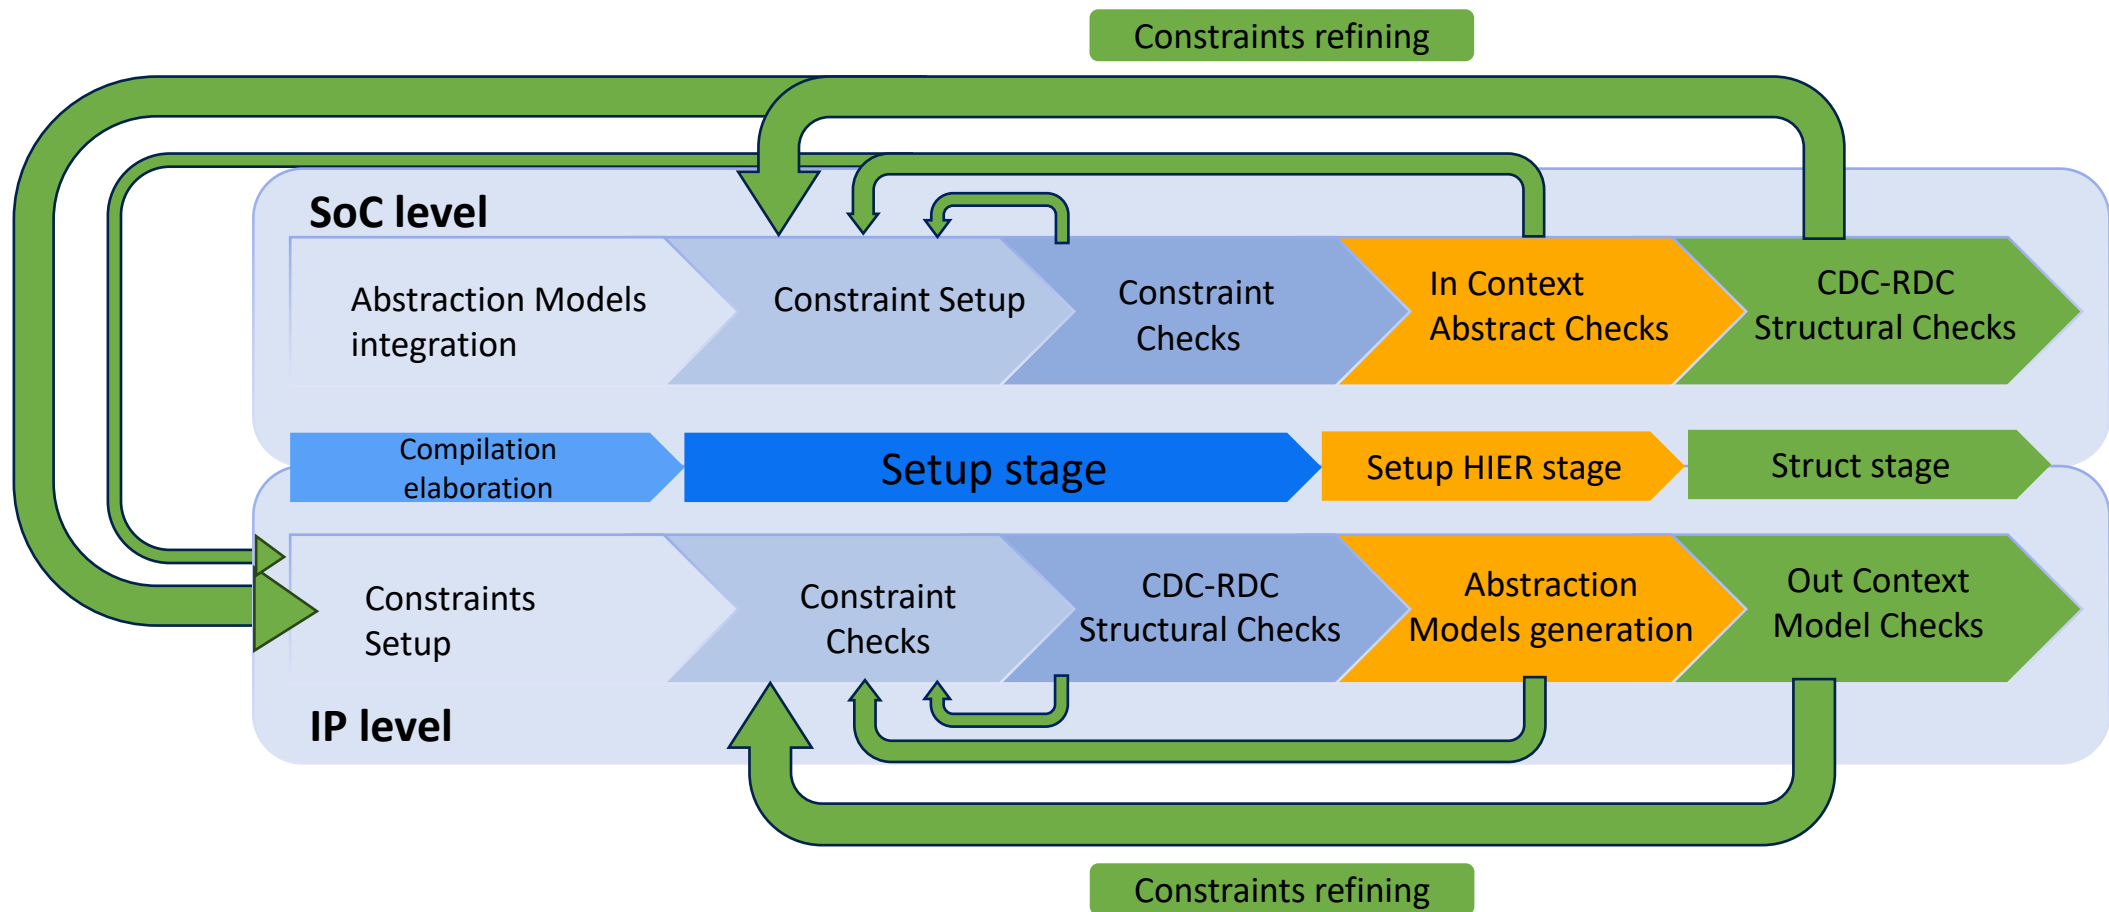 Constraints refining
SoC level
Abstraction Models
integration
Constraint Setup
Constraint
Checks
In Context
Abstract Checks
CDC-RDC
Structural Checks
Compilation
elaboration
Setup stage
Setup HIER stage
Struct stage
Constraints
Setup
Constraint
Checks
CDC-RDC
Structural Checks
Abstraction
Models generation
Out Context
Model Checks
IP level
Constraints refining